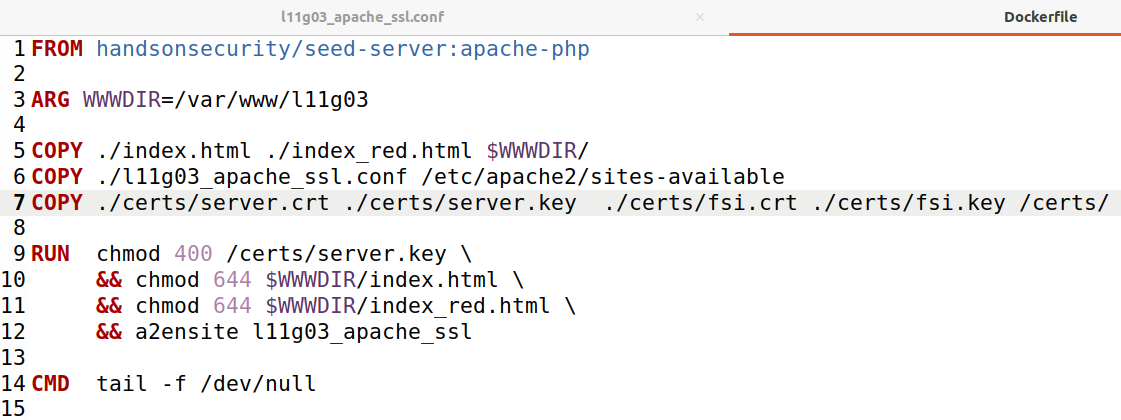 l11g03_apache_ssl.conf × Dockerfile
1 FROM handsonsecurity/seed-server:apache-php
2
3 ARG WWWDIR=/var/www/l11g03
4
5 COPY ./index.html ./index_red.html $WWWDIR/
6 COPY ./l11g03_apache_ssl.conf /etc/apache2/sites-available
7 COPY ./certs/server.crt ./certs/server.key  ./certs/fsi.crt ./certs/fsi.key /certs/
8
9 RUN  chmod 400 /certs/server.key \
10      && chmod 644 $WWWDIR/index.html \
11      && chmod 644 $WWWDIR/index_red.html \
12      && a2ensite l11g03_apache_ssl
13
14 CMD  tail -f /dev/null
15